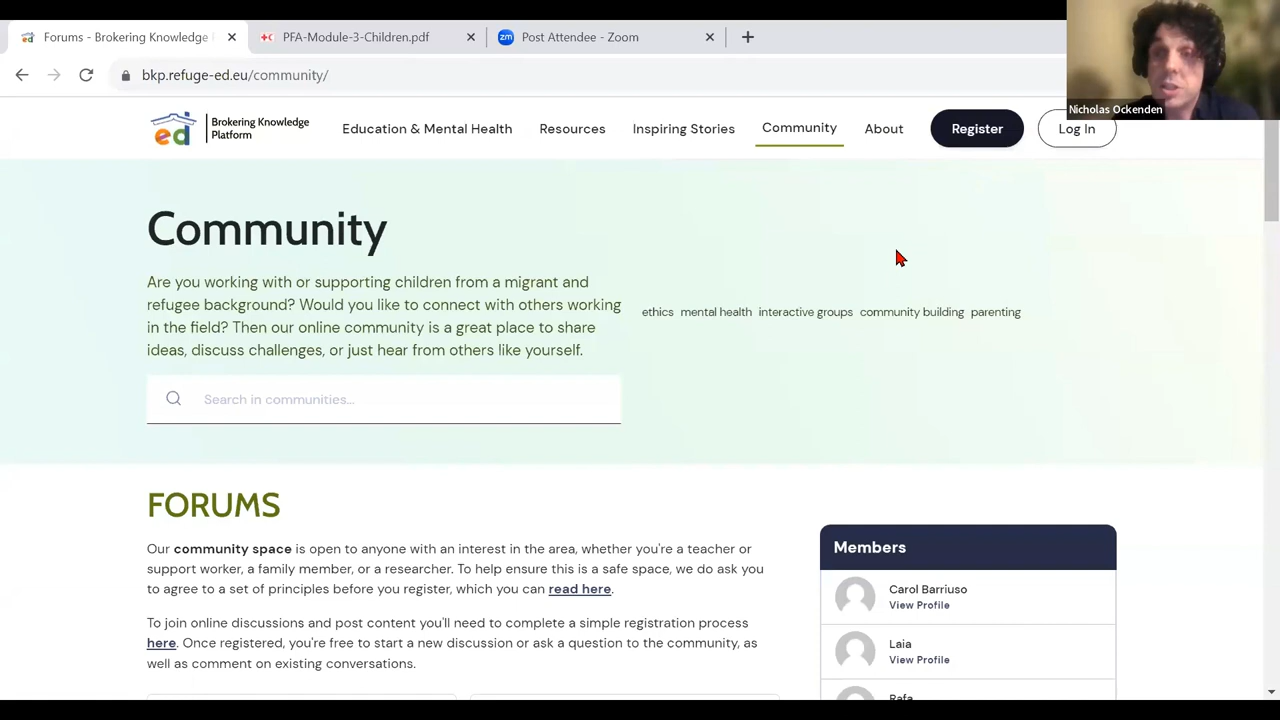 Forums - Brokering Knowledge
PFA-Module-3-Children.pdf
zm
Post Attendee - Zoom
bkp.refuge-ed.eu/community/
Nicholas Ockenden
ed
Brokering Knowledge
Platform
Education & Mental Health
Resources
Inspiring Stories
Community
About
Register
Log In
Community
Are you working with or supporting children from a migrant and
refugee background? Would you like to connect with others working
in the field? Then our online community is a great place to share
ideas, discuss challenges, or just hear from others like yourself.
ethics mental health interactive groups community building parenting
Search in communities...
FORUMS
Our community space is open to anyone with an interest in the area, whether you're a teacher or
support worker, a family member, or a researcher. To help ensure this is a safe space, we do ask you
to agree to a set of principles before you register, which you can read here.
To join online discussions and post content you'll need to complete a simple registration process
here. Once registered, you're free to start a new discussion or ask a question to the community, as
well as comment on existing conversations.
Members
Carol Barriuso
View Profile
Laia
View Profile
Rafa